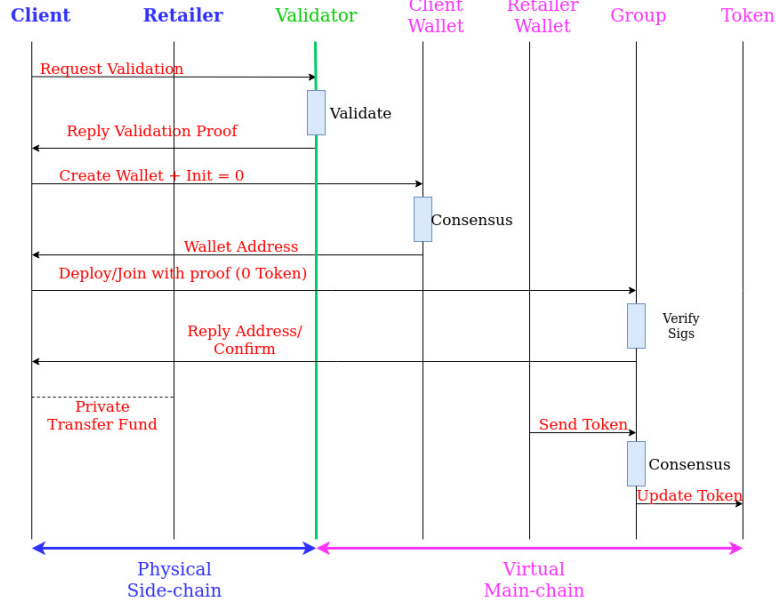 Client
Retailer
Validator
Client
Wallet
Retailer
Wallet
Group
Token
Request Validation
Validate
Reply Validation Proof
Create Wallet + Init = 0
Consensus
Wallet Address
Deploy/Join with proof (0 Token)
Verify
Sigs
Reply Address/
Confirm
Private
Transfer Fund
Send Token
Consensus
Update Token
Physical
Side-chain
Virtual
Main-chain